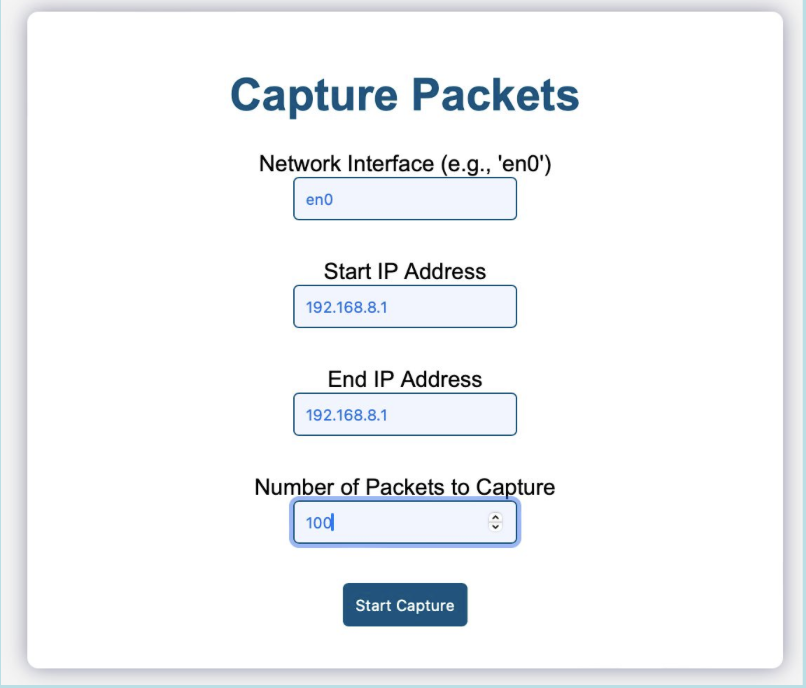 Capture Packets
Network Interface (e.g., 'en0')
en0
Start IP Address
192.168.8.1
End IP Address
192.168.8.1
Number of Packets to Capture
100
Start Capture